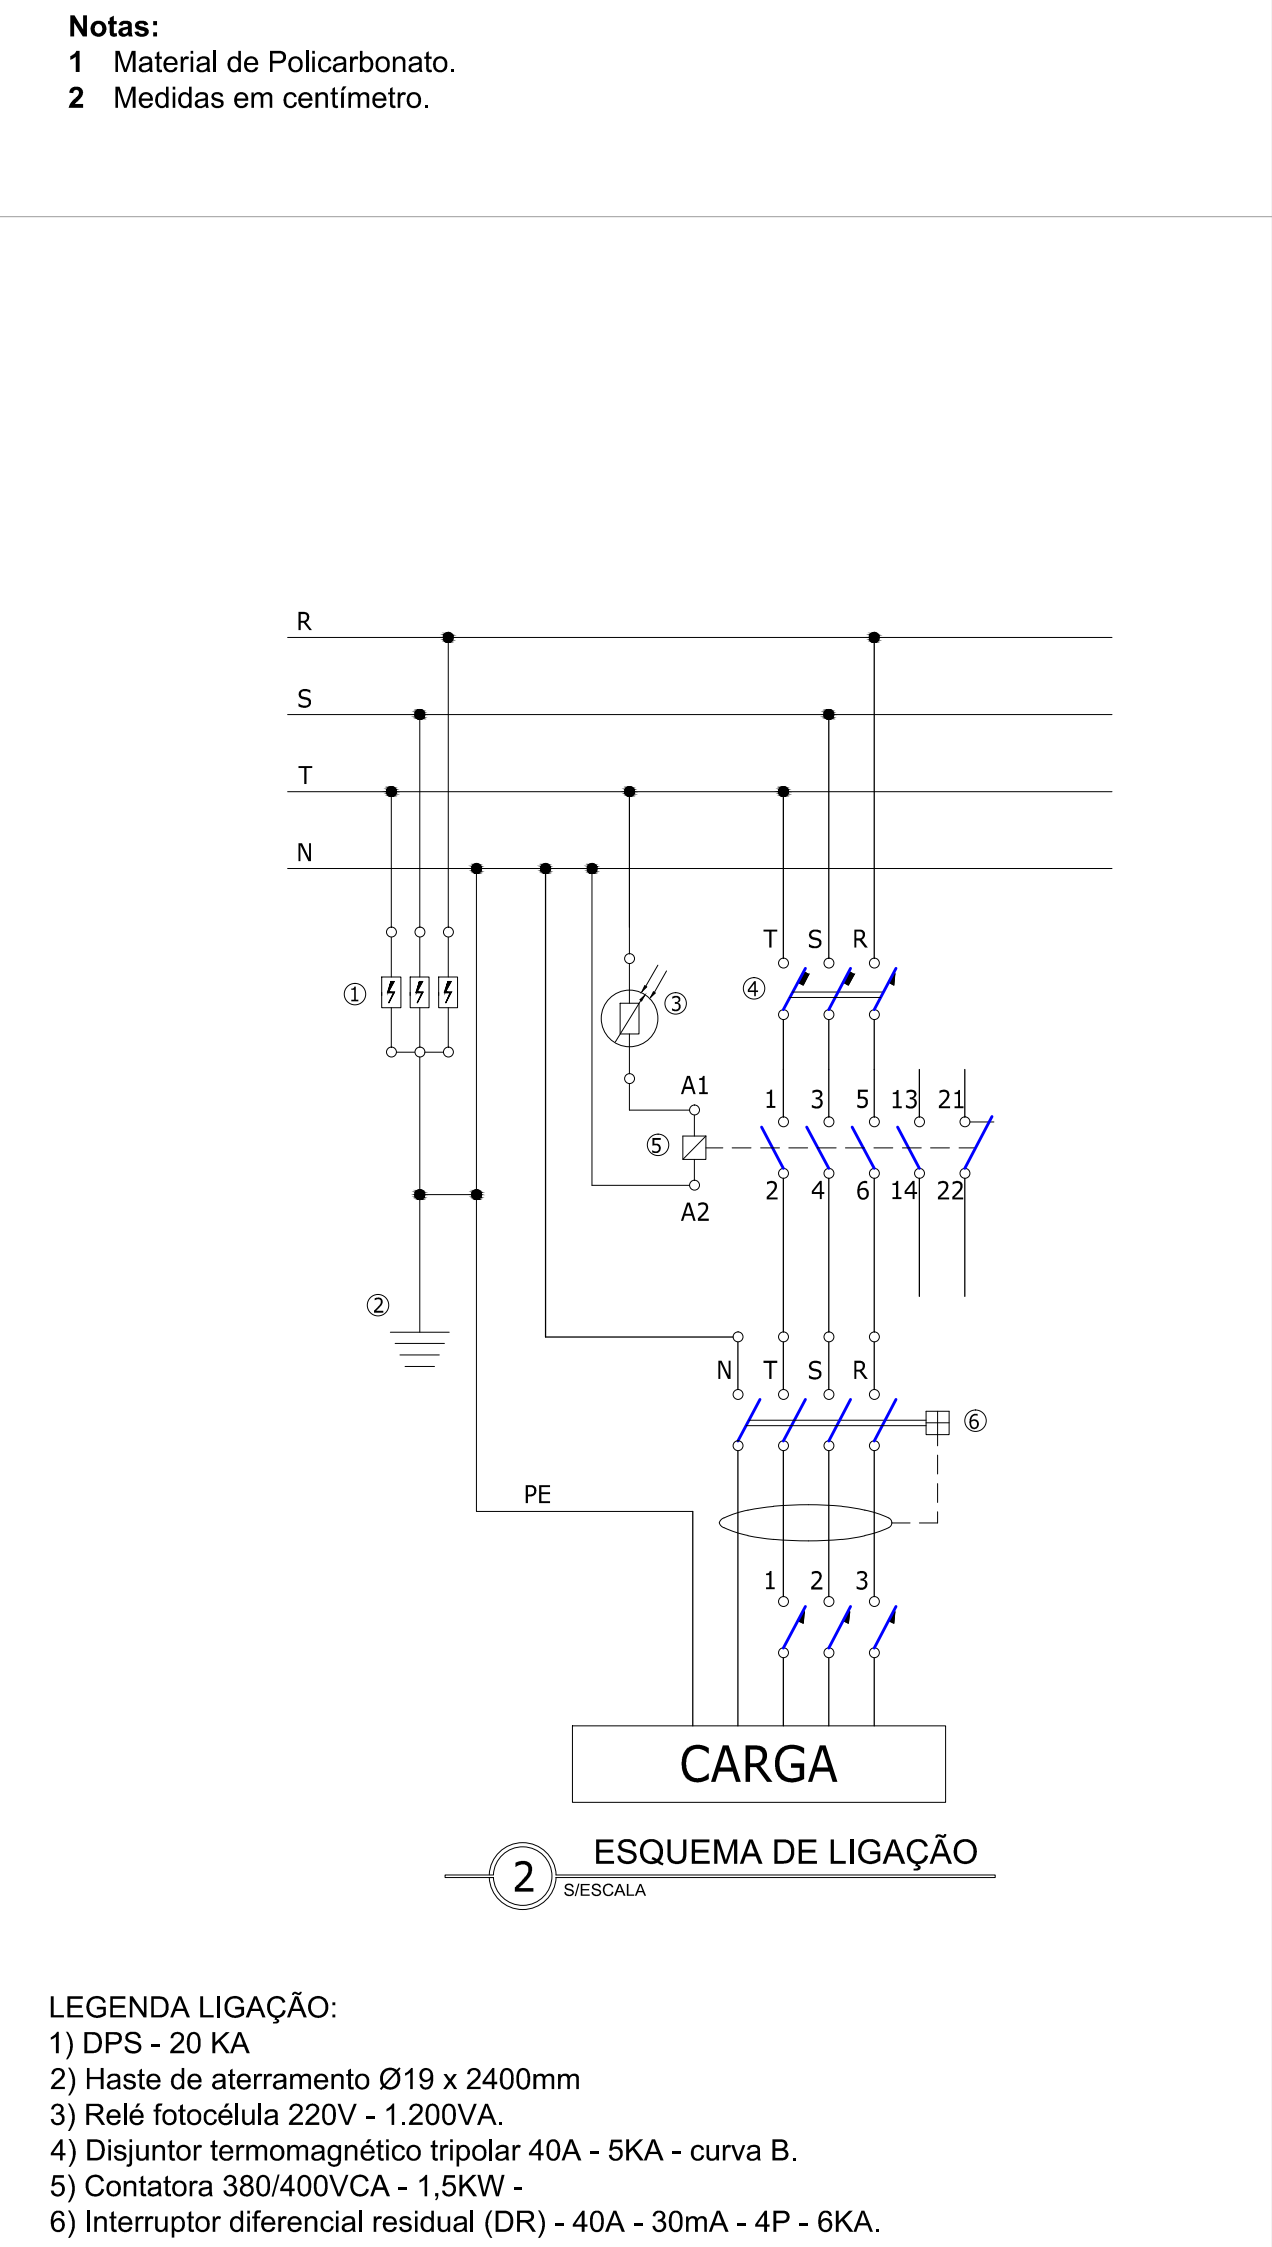 Notas:
1 Material de Policarbonato.
2 Medidas em centímetro.
R
S
T
N
T S R
①
③
④
A1
1 3 5 13 21
⑤
2 4 6 14 22
A2
②
N T S R
⑥
PE
1 2 3
CARGA
2
ESQUEMA DE LIGAÇÃO
S/ESCALA
LEGENDA LIGAÇÃO:
1) DPS - 20 KA
2) Haste de aterramento Ø19 x 2400mm
3) Relé fotocélula 220V - 1.200VA.
4) Disjuntor termomagnético tripolar 40A - 5KA - curva B.
5) Contatora 380/400VCA - 1,5KW -
6) Interruptor diferencial residual (DR) - 40A - 30mA - 4P - 6KA.